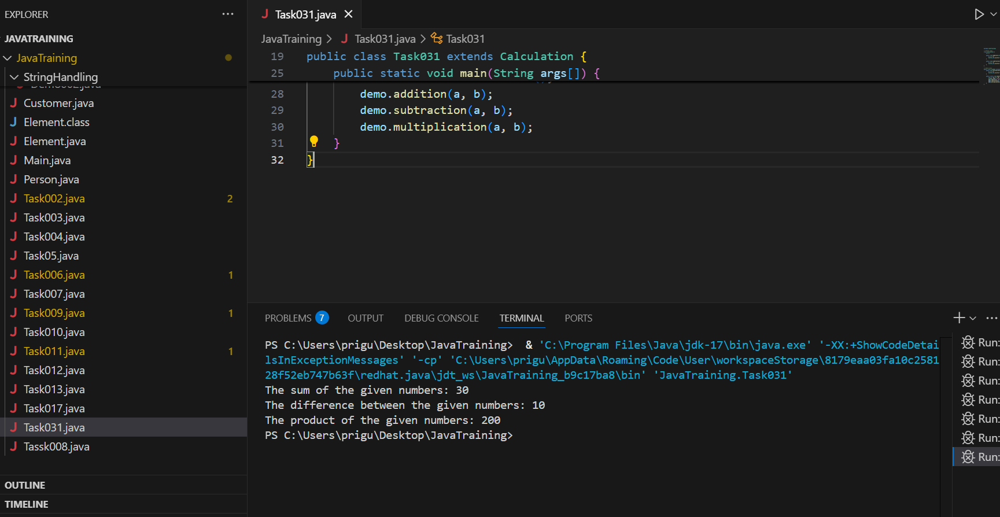 EXPLORER
JAVATRAINING
JavaTraining
StringHandling
Customer.java
Element.class
Element.java
Main.java
Person.java
Task002.java 2
Task003.java
Task004.java
Task05.java
Task006.java 1
Task007.java
Task009.java 1
Task010.java
Task011.java 1
Task012.java
Task013.java
Task017.java
Task031.java
Tassk008.java
OUTLINE
TIMELINE
Task031.java
JavaTraining > Task031.java > Task031
19 public class Task031 extends Calculation {
25 public static void main(String args[]) {
28 demo.addition(a, b);
29 demo.subtraction(a, b);
30 demo.multiplication(a, b);
31 }
32 }
PROBLEMS 7 OUTPUT DEBUG CONSOLE TERMINAL PORTS
PS C:\Users\prigu\Desktop\JavaTraining>  & 'C:\Program Files\Java\jdk-17\bin\java.exe' '-XX:+ShowCodeDetai
lsInExceptionMessages' '-cp' 'C:\Users\prigu\AppData\Roaming\Code\User\workspaceStorage\8179eaa03fa10c2581
28f52eb747b63f\redhat.java\jdt_ws\JavaTraining_b9c17ba8\bin' 'JavaTraining.Task031'
The sum of the given numbers: 30
The difference between the given numbers: 10
The product of the given numbers: 200
PS C:\Users\prigu\Desktop\JavaTraining>
Run:
Run:
Run:
Run:
Run:
Run:
Run: